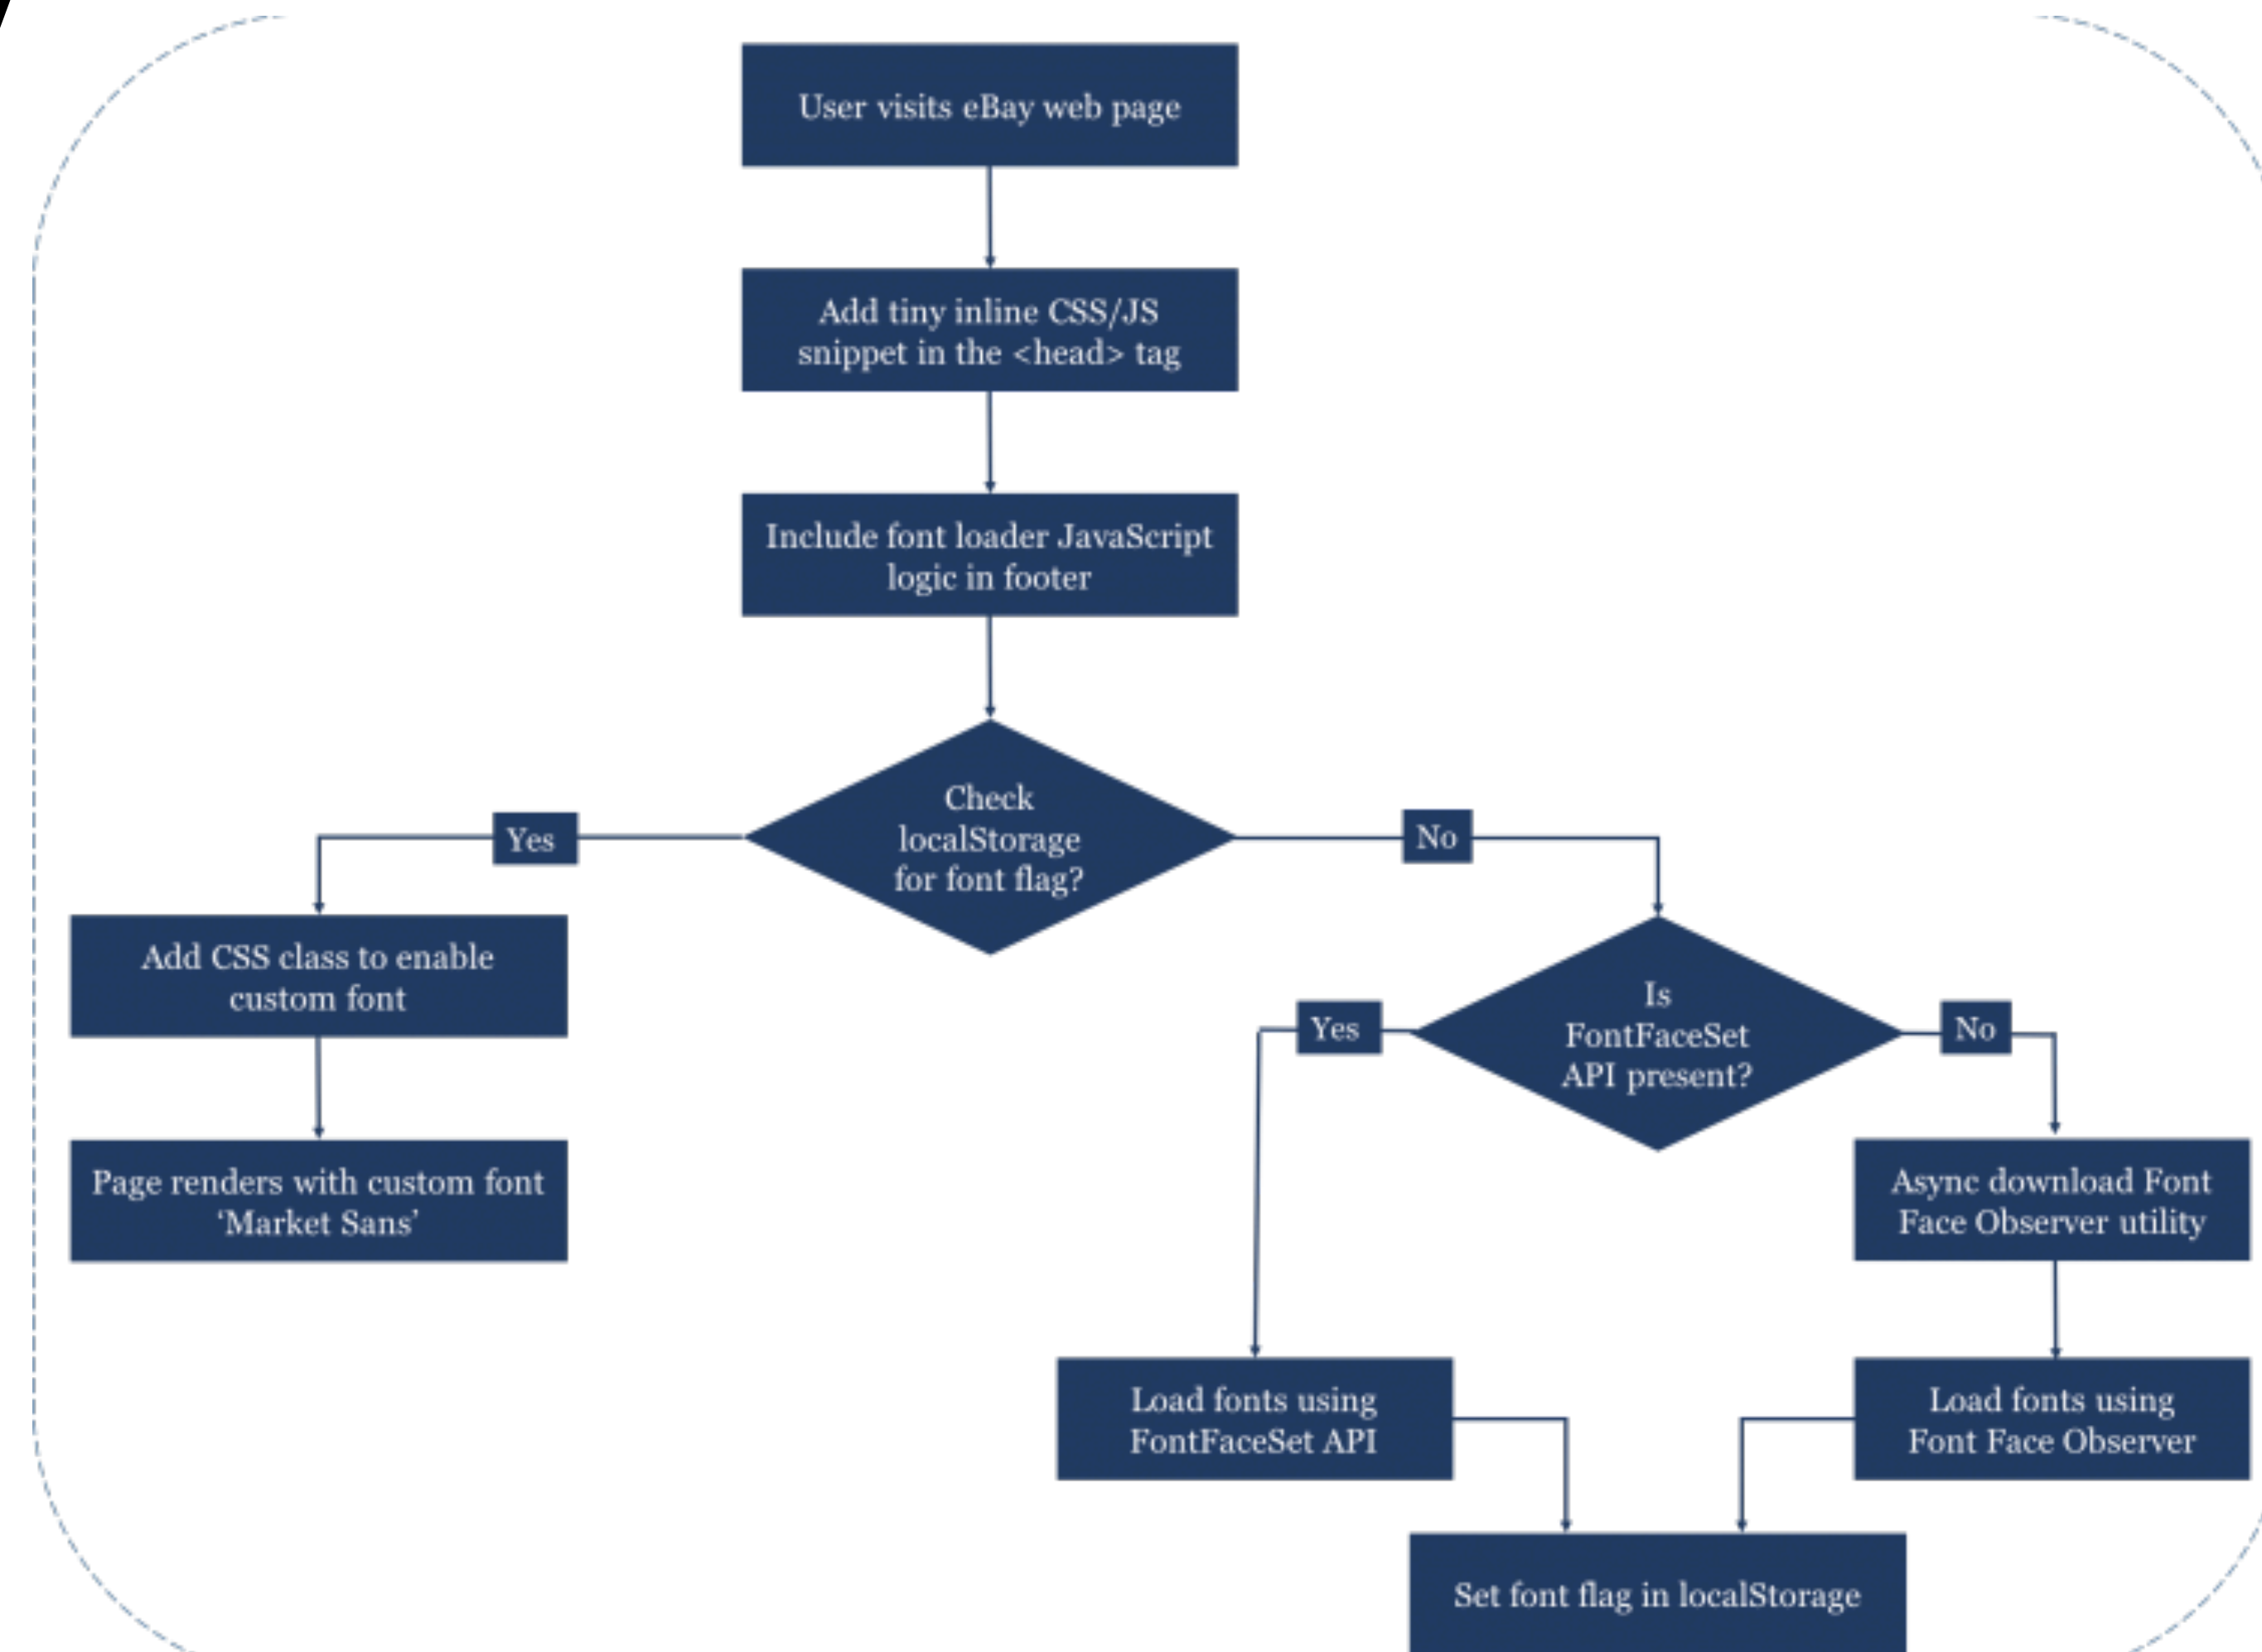 User visits eBay web page
Add tiny inline CSS/JS
snippet in the <head> tag
Include font loader JavaScript
logic in footer
Check
localStorage
for font flag?
Yes
No
Add CSS class to enable
custom font
Page renders with custom font
‘Market Sans’
Is
FontFaceSet
API present?
Yes
No
Async download Font
Face Observer utility
Load fonts using
FontFaceSet API
Load fonts using
Font Face Observer
Set font flag in localStorage